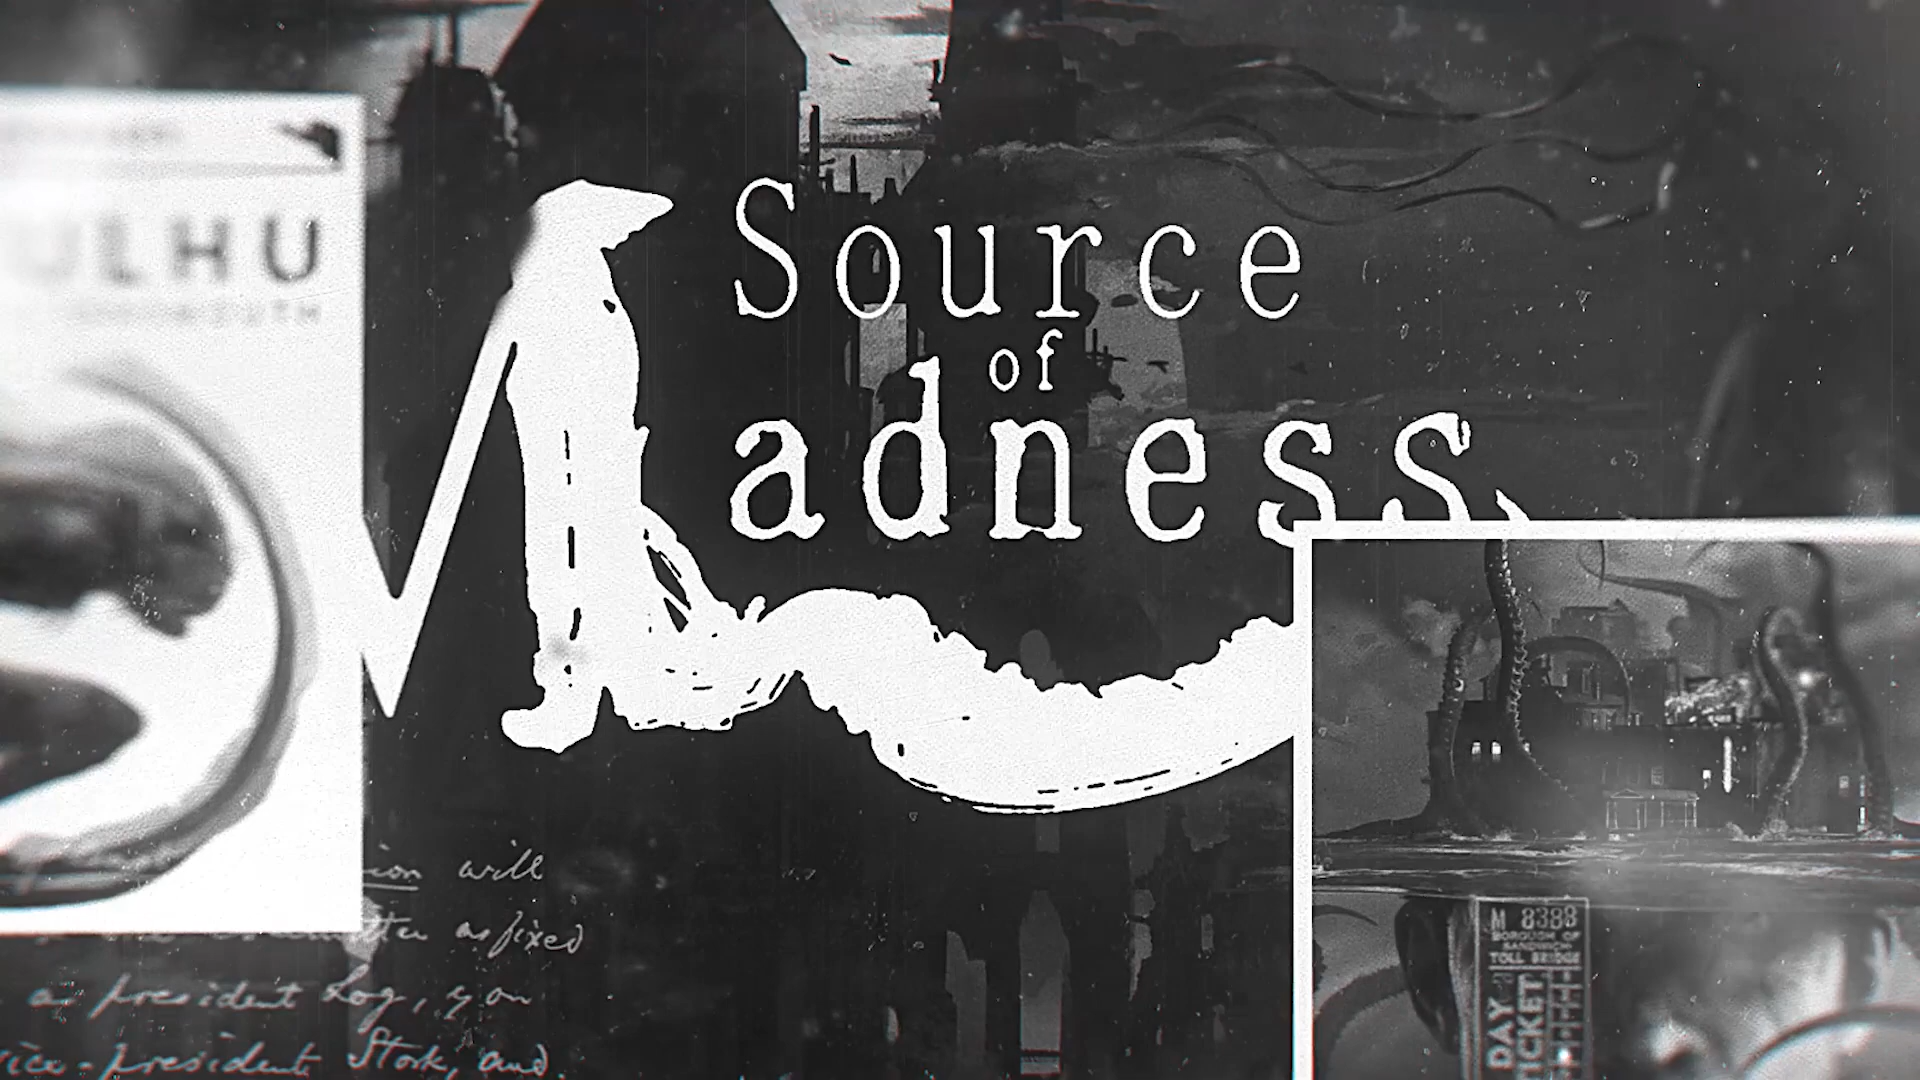 ULHU
Source
of
Madness
will
as fixed
president Log, y on
vice-president Stork, and
M 8388
BOROUGH OF
SANDWICH
TOLL BRIDGE
DAY
TICKET